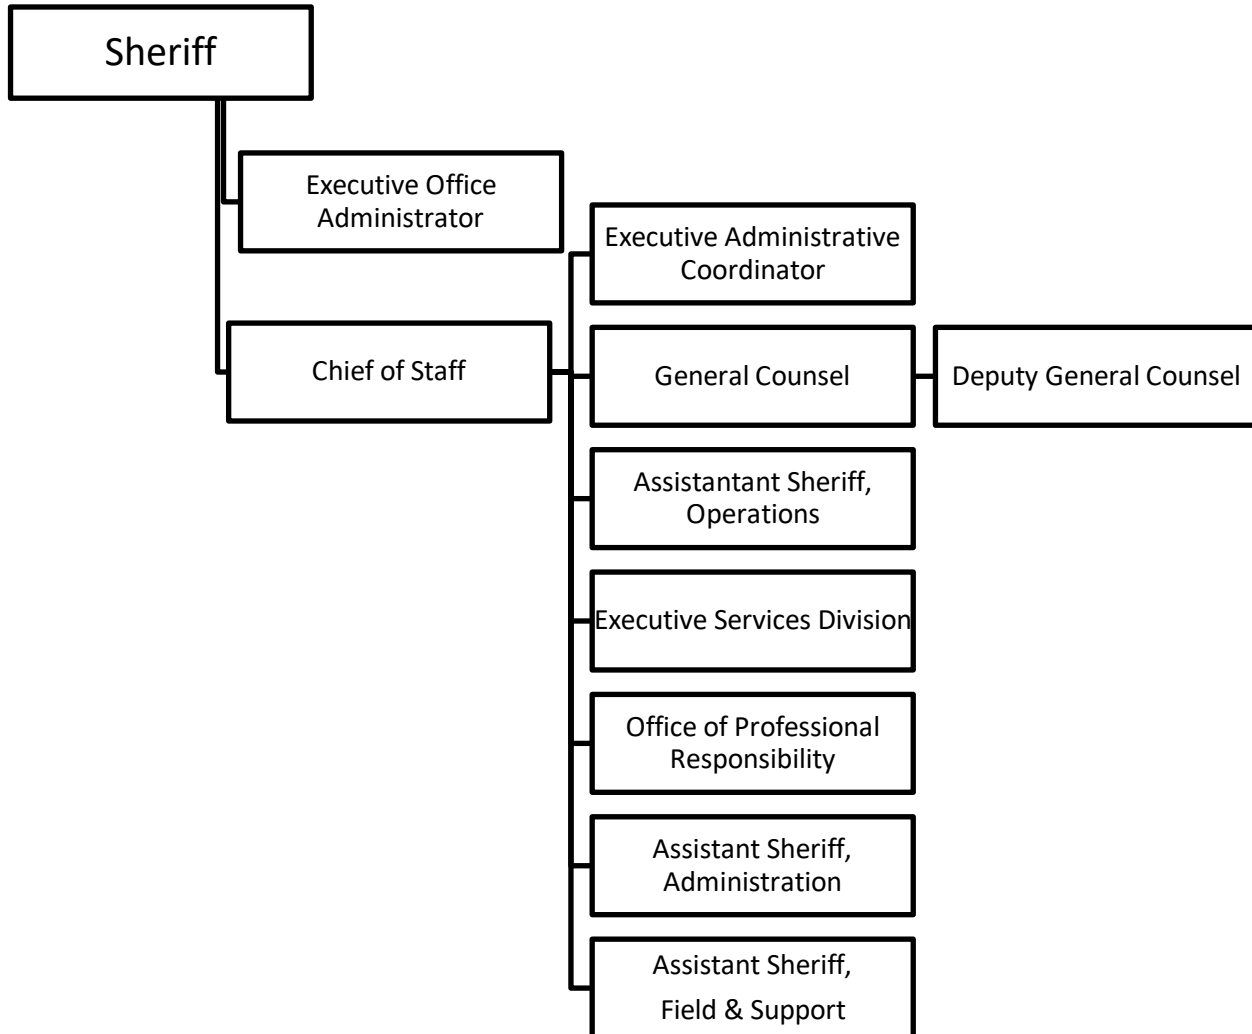 Sheriff
Executive Office
Administrator
Executive Administrative
Coordinator
Chief of Staff
General Counsel
Deputy General Counsel
Assistantant Sheriff,
Operations
Executive Services Division
Office of Professional
Responsibility
Assistant Sheriff,
Administration
Assistant Sheriff,
Field & Support